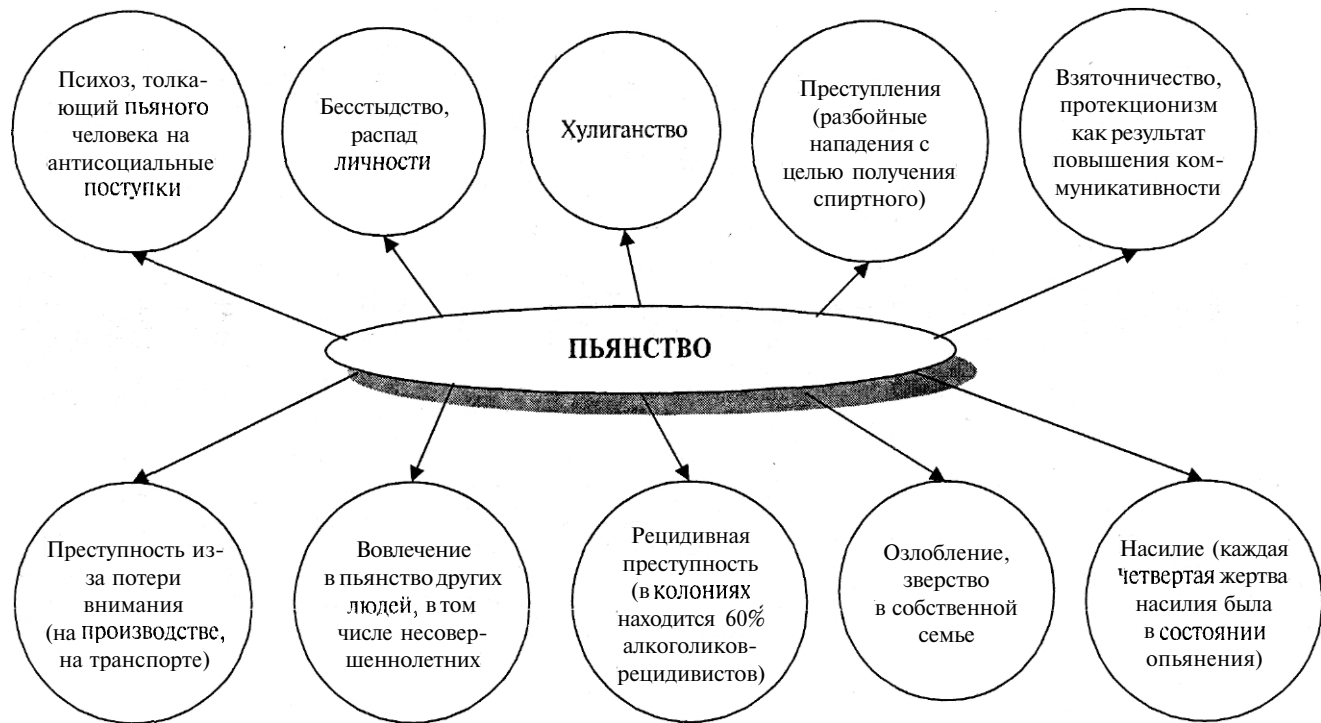 Психоз, толка-
ющий пьяного
человека на
антисоциальные
поступки
Бесстыдство,
распад
личности
Хулиганство
Преступления
(разбойные
нападения с
целью получения
спиртного)
Взяточничество,
протекционизм
как результат
повышения ком-
муникативности
ПЬЯНСТВО
Преступность из-
за потери
внимания
(на производстве,
на транспорте)
Вовлечение
в пьянство других
людей, в том
числе несовер-
шеннолетних
Рецидивная
преступность
(в колониях
находится 60%
алкоголиков-
рецидивистов)
Озлобление,
зверство
в собственной
семье
Насилие (каждая
четвертая жертва
насилия была
в состоянии
опьянения)